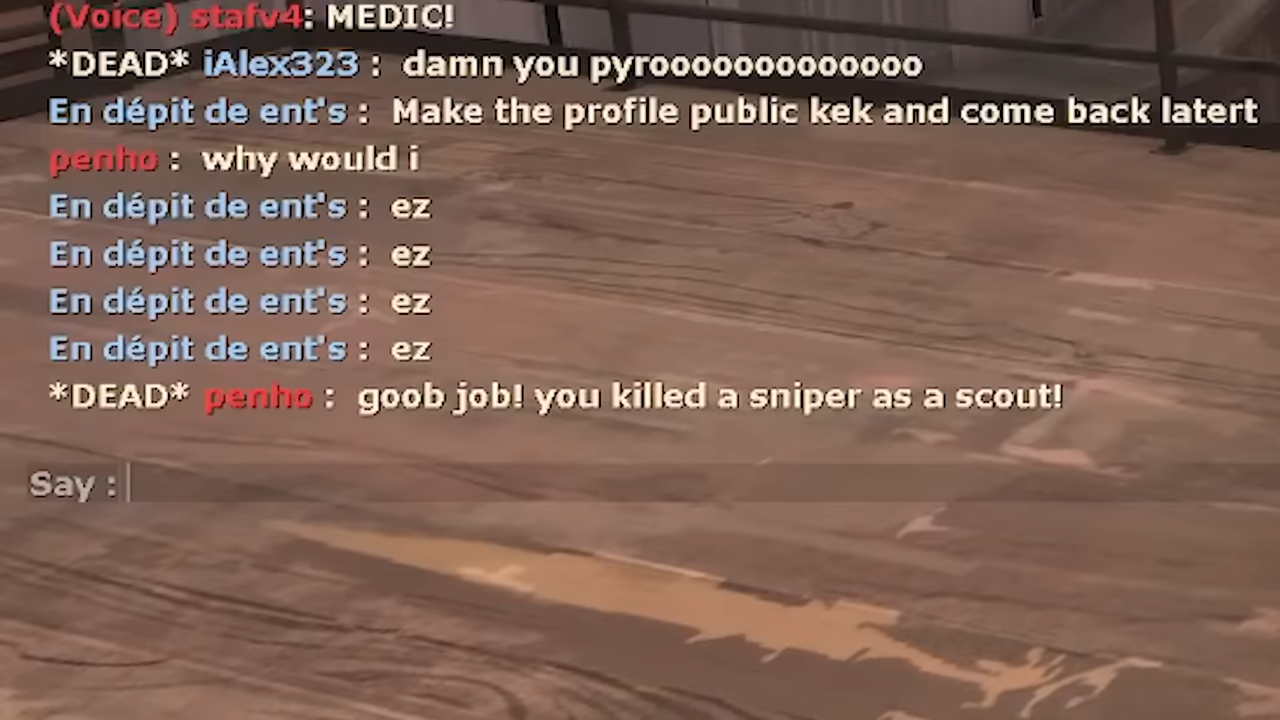 (Voice) stafv4: MEDIC!
*DEAD* iAlex323 :  damn you pyrooooooooooooo
En dépit de ent's :  Make the profile public kek and come back latert
penho :  why would i
En dépit de ent's :  ez
En dépit de ent's :  ez
En dépit de ent's :  ez
En dépit de ent's :  ez
*DEAD* penho :  goob job! you killed a sniper as a scout!
Say :